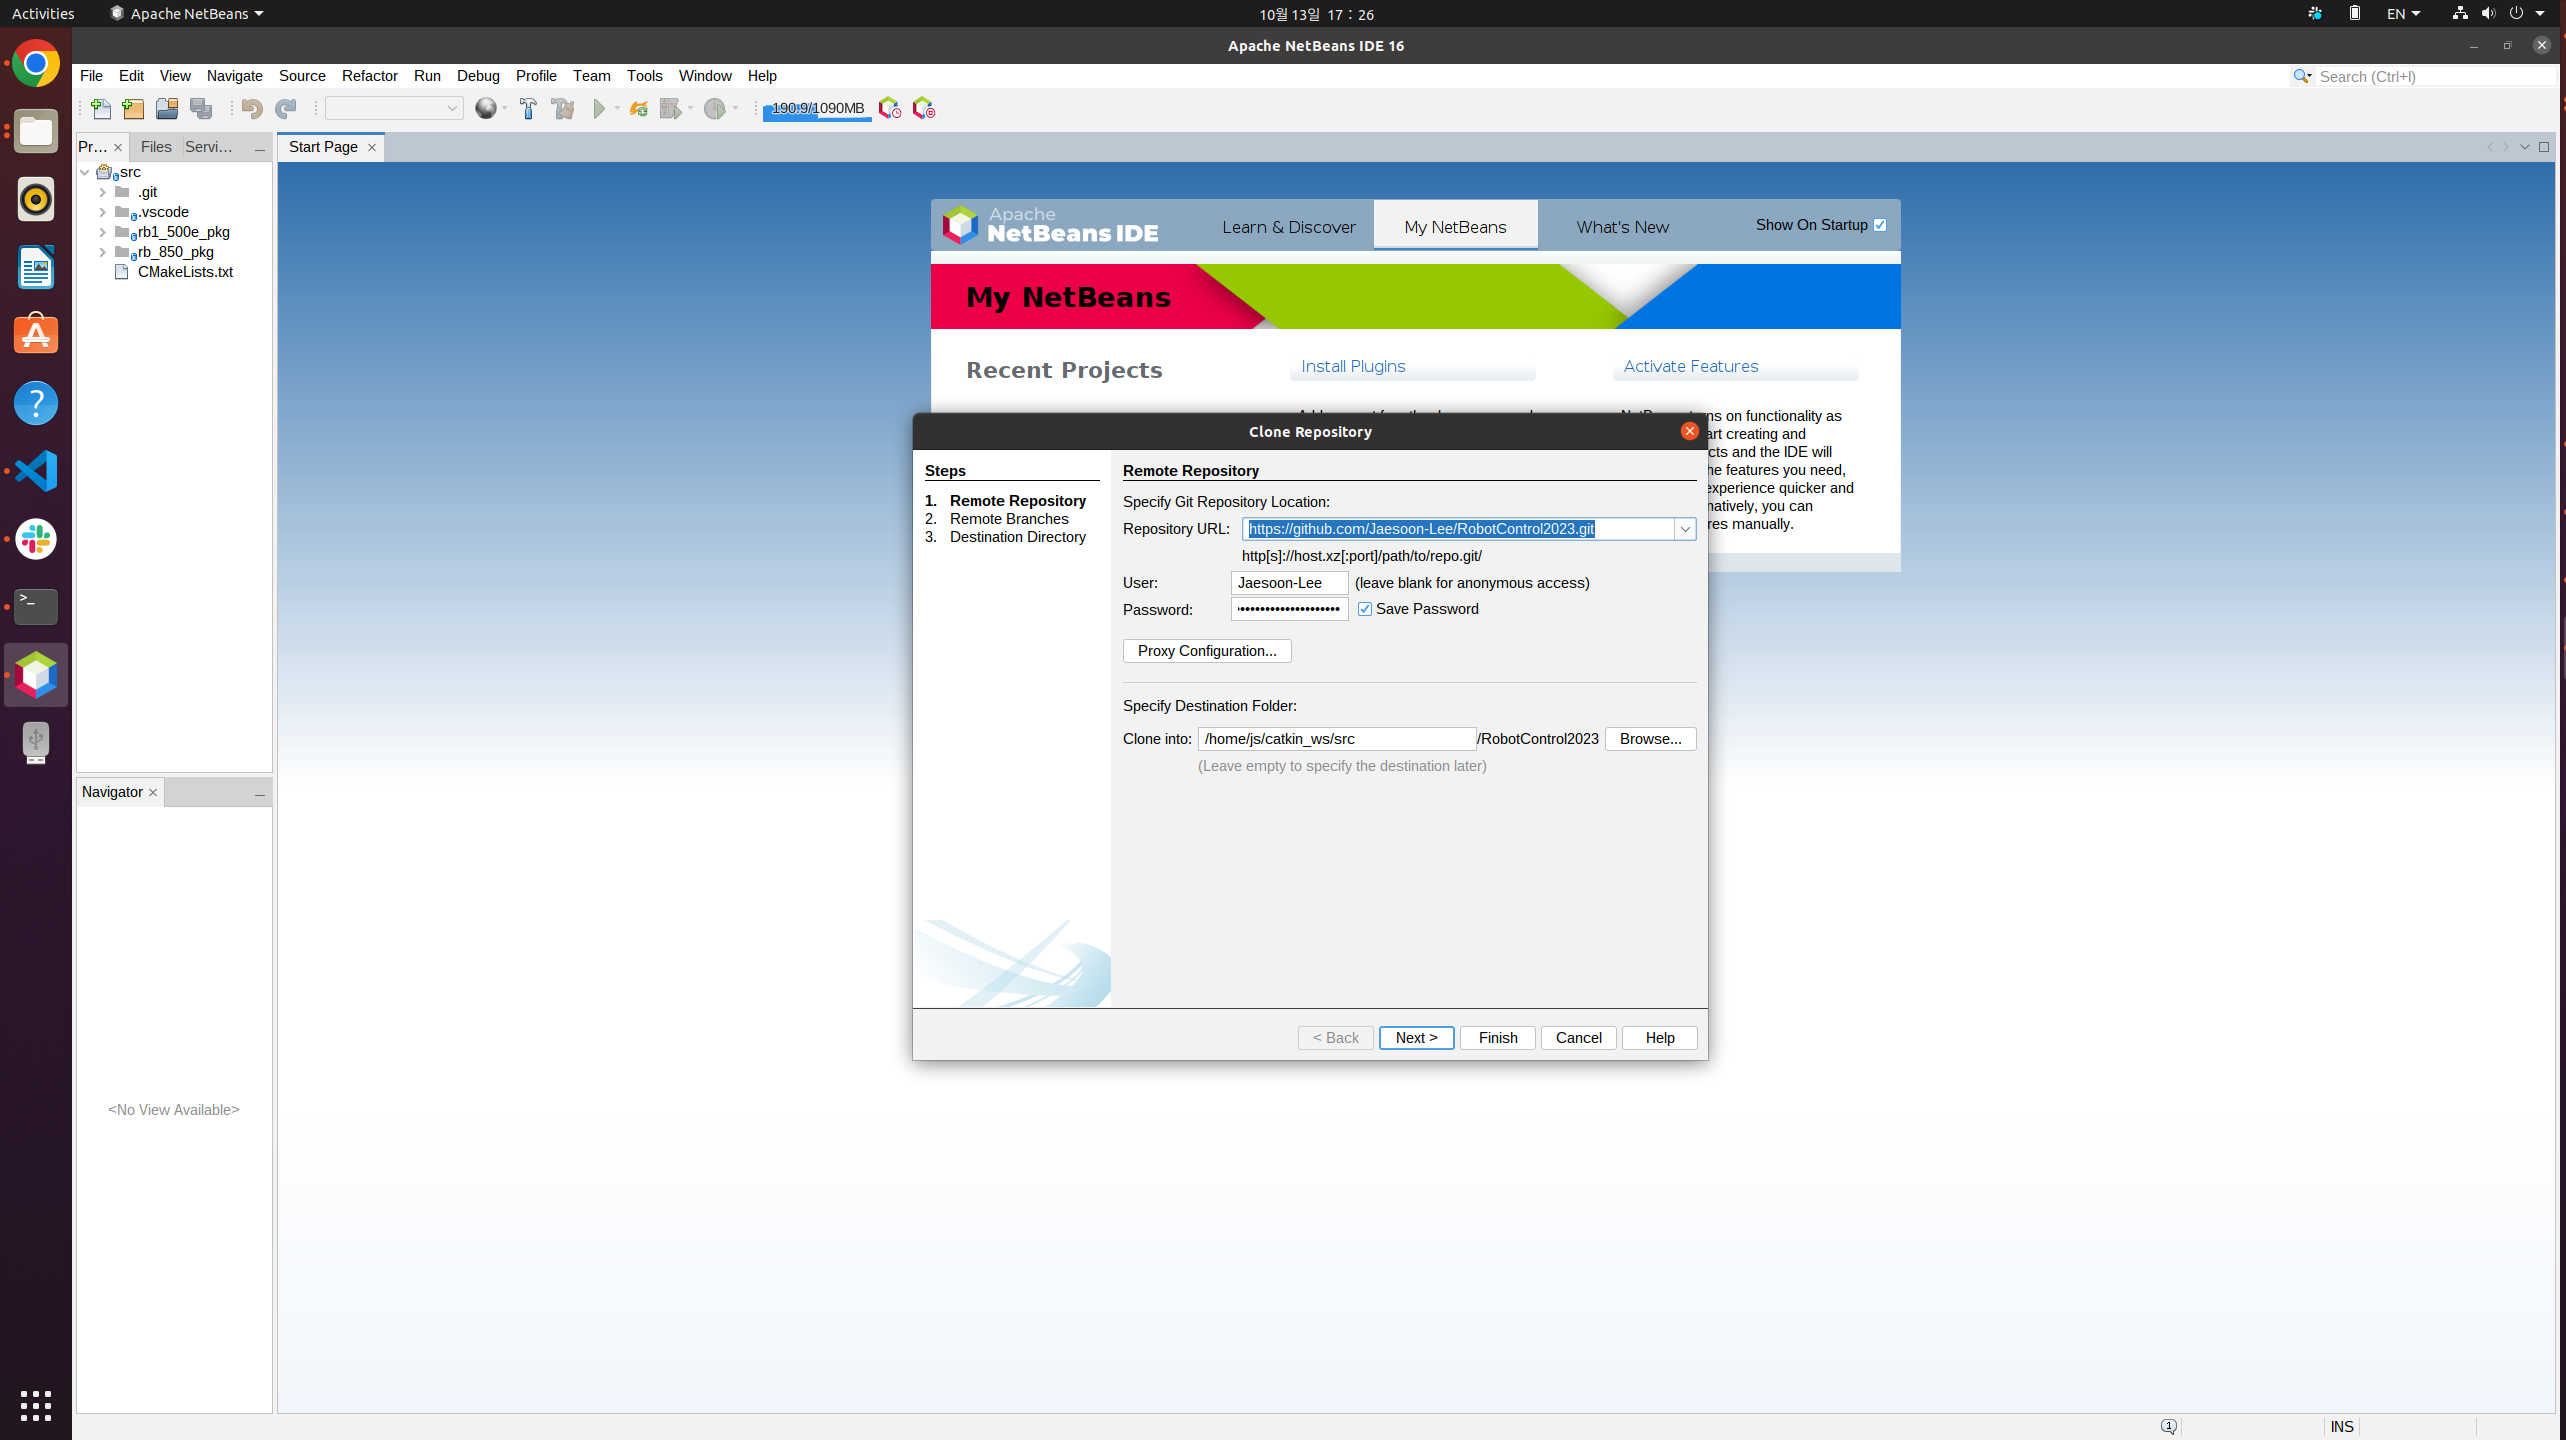 Activities
Apache NetBeans
10월 13일 17 : 26
EN
Apache NetBeans IDE 16
File Edit View Navigate Source Refactor Run Debug Profile Team Tools Window Help
Search (Ctrl+I)
190.9/1090MB
Pr... Files Servi...
Start Page
src
.git
.vscode
rb1_500e_pkg
rb_850_pkg
CMakeLists.txt
Apache
NetBeans IDE
Learn & Discover
My NetBeans
What's New
Show On Startup
My NetBeans
Recent Projects
Install Plugins
Activate Features
on functionality as
creating and
and the IDE will
features you need,
experience quicker and
you can
manually.
Clone Repository
Steps
1. Remote Repository
2. Remote Branches
3. Destination Directory
Remote Repository
Specify Git Repository Location:
Repository URL: https://github.com/Jaesoon-Lee/RobotControl2023.git
http[s]://host.xz[:port]/path/to/repo.git/
User: Jaesoon-Lee (leave blank for anonymous access)
Password: Save Password
Proxy Configuration...
Specify Destination Folder:
Clone into: /home/js/catkin_ws/src /RobotControl2023 Browse...
(Leave empty to specify the destination later)
< Back Next > Finish Cancel Help
Navigator
<No View Available>
1
INS